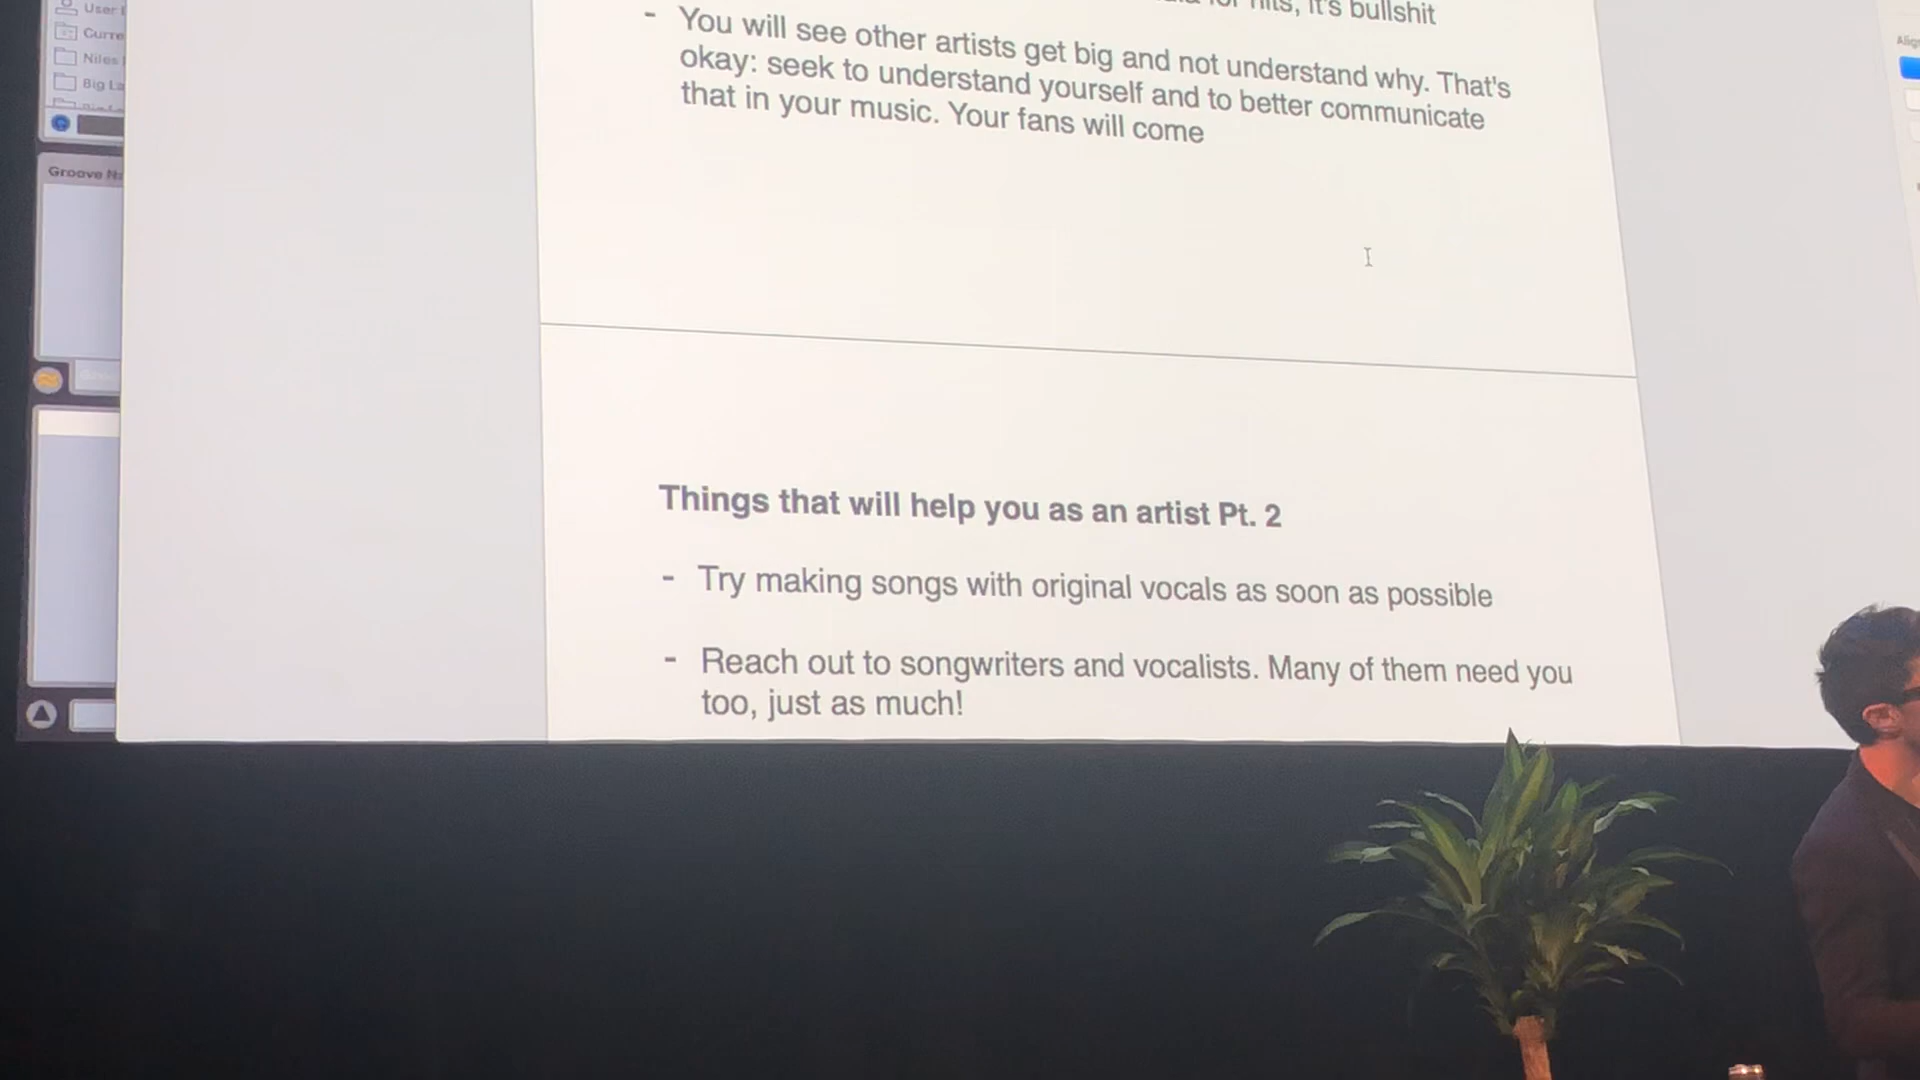 hits, it's bullshit
- You will see other artists get big and not understand why. That's
okay: seek to understand yourself and to better communicate
that in your music. Your fans will come
Things that will help you as an artist Pt. 2
- Try making songs with original vocals as soon as possible
- Reach out to songwriters and vocalists. Many of them need you
too, just as much!
User
Curre
Niles
Big La
Groove